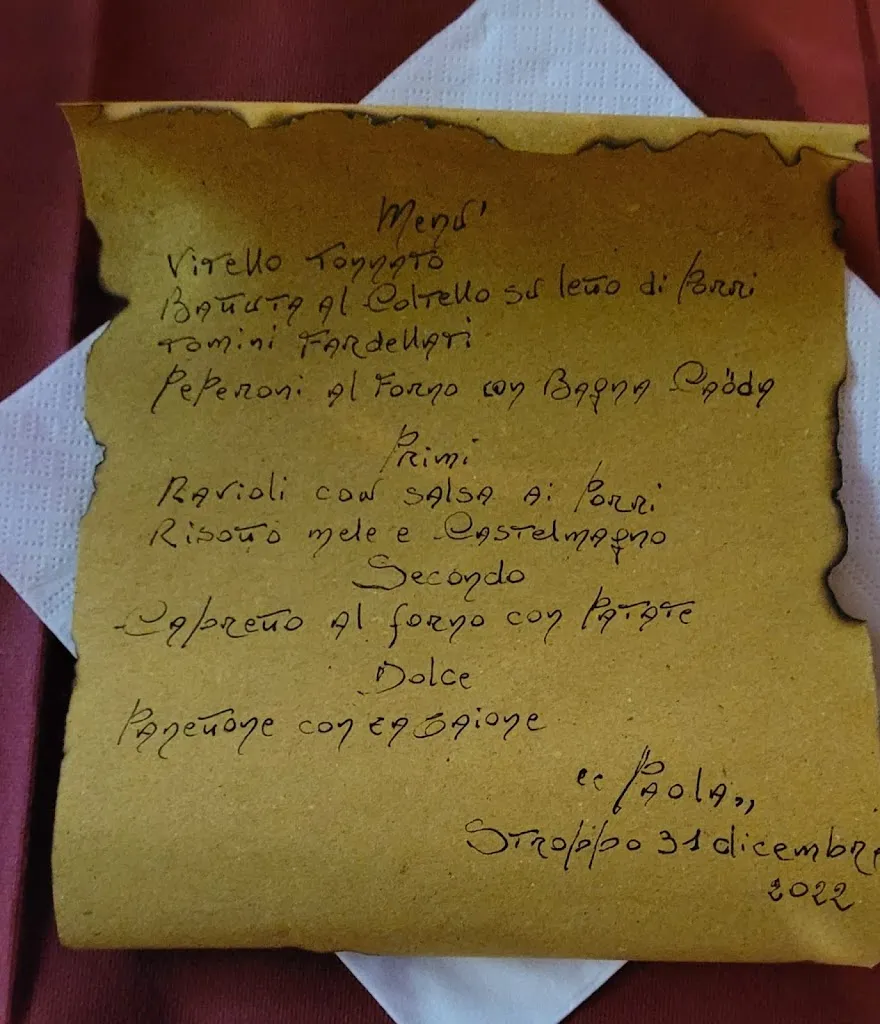 Menu'
Vitello Tonnato
Battuta Al Coltello su letto di Porri
Tomini Fardellati
Peperoni al Forno con Bagna Caöda
Primi
Ravioli con salsa ai Porri
Risotto mele e Castelmagno
Secondo
Capretto al forno con Patate
Dolce
Panettone con zabaione
“Paola„
Stroppo 31 dicembre
2022